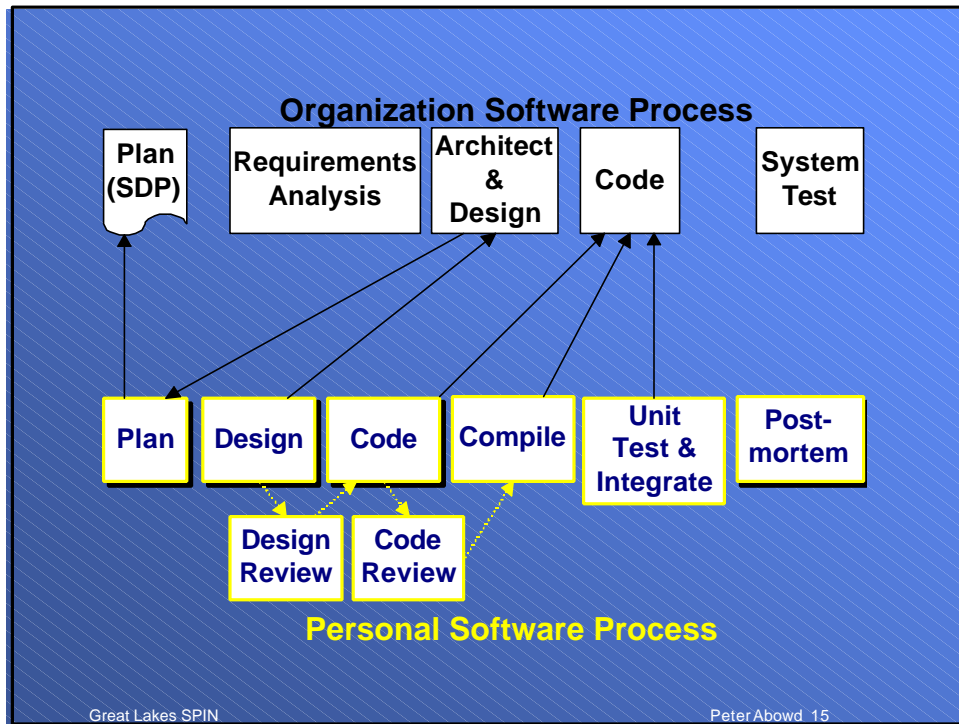 Organization Software Process
Plan
(SDP)
Requirements
Analysis
Architect
&
Design
Code
System
Test
Plan
Design
Code
Compile
Unit
Test &
Integrate
Post-
mortem
Design
Review
Code
Review
Personal Software Process
Great Lakes SPIN
Peter Abowd 15